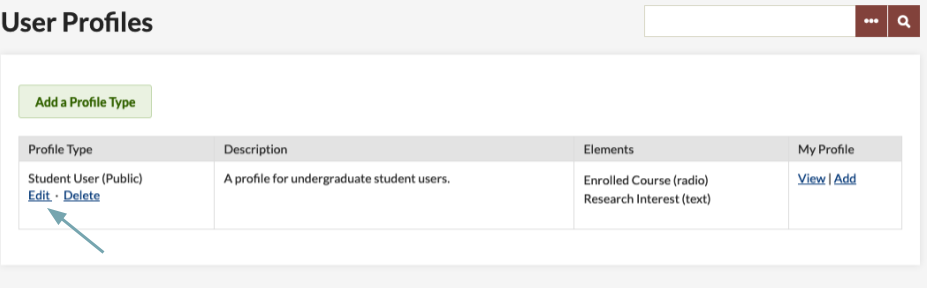 User Profiles
•••
Add a Profile Type
Profile Type Description Elements My Profile
Student User (Public) A profile for undergraduate student users. Enrolled Course (radio) View | Add
Edit · Delete Research Interest (text)